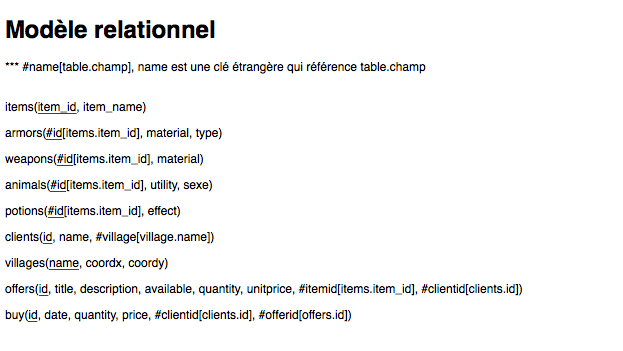 Modèle relationnel
*** #name[table.champ], name est une clé étrangère qui référence table.champ
items(item_id, item_name)
armors(#id[items.item_id], material, type)
weapons(#id[items.item_id], material)
animals(#id[items.item_id], utility, sexe)
potions(#id[items.item_id], effect)
clients(id, name, #village[village.name])
villages(name, coordx, coordy)
offers(id, title, description, available, quantity, unitprice, #itemid[items.item_id], #clientid[clients.id])
buy(id, date, quantity, price, #clientid[clients.id], #offerid[offers.id])